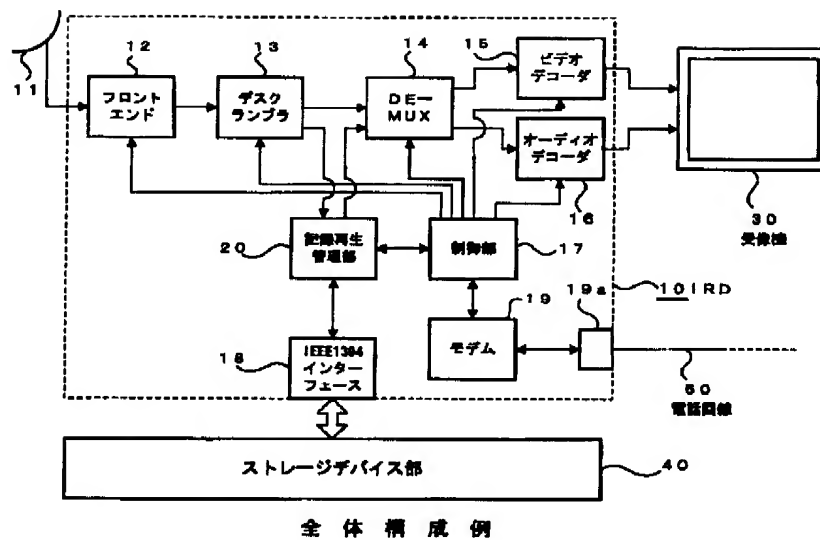 11
12
フロント
エンド
13
デスク
ランブラ
14
DE-
MUX
15
ビデオ
デコーダ
オーディオ
デコーダ
16
30
受像機
20
記録再生
管理部
制御部
17
10 IRD
19
モデム
19a
18
IEEE1394
インター
フェース
50
電話回線
ストレージデバイス部
40
全体構成例